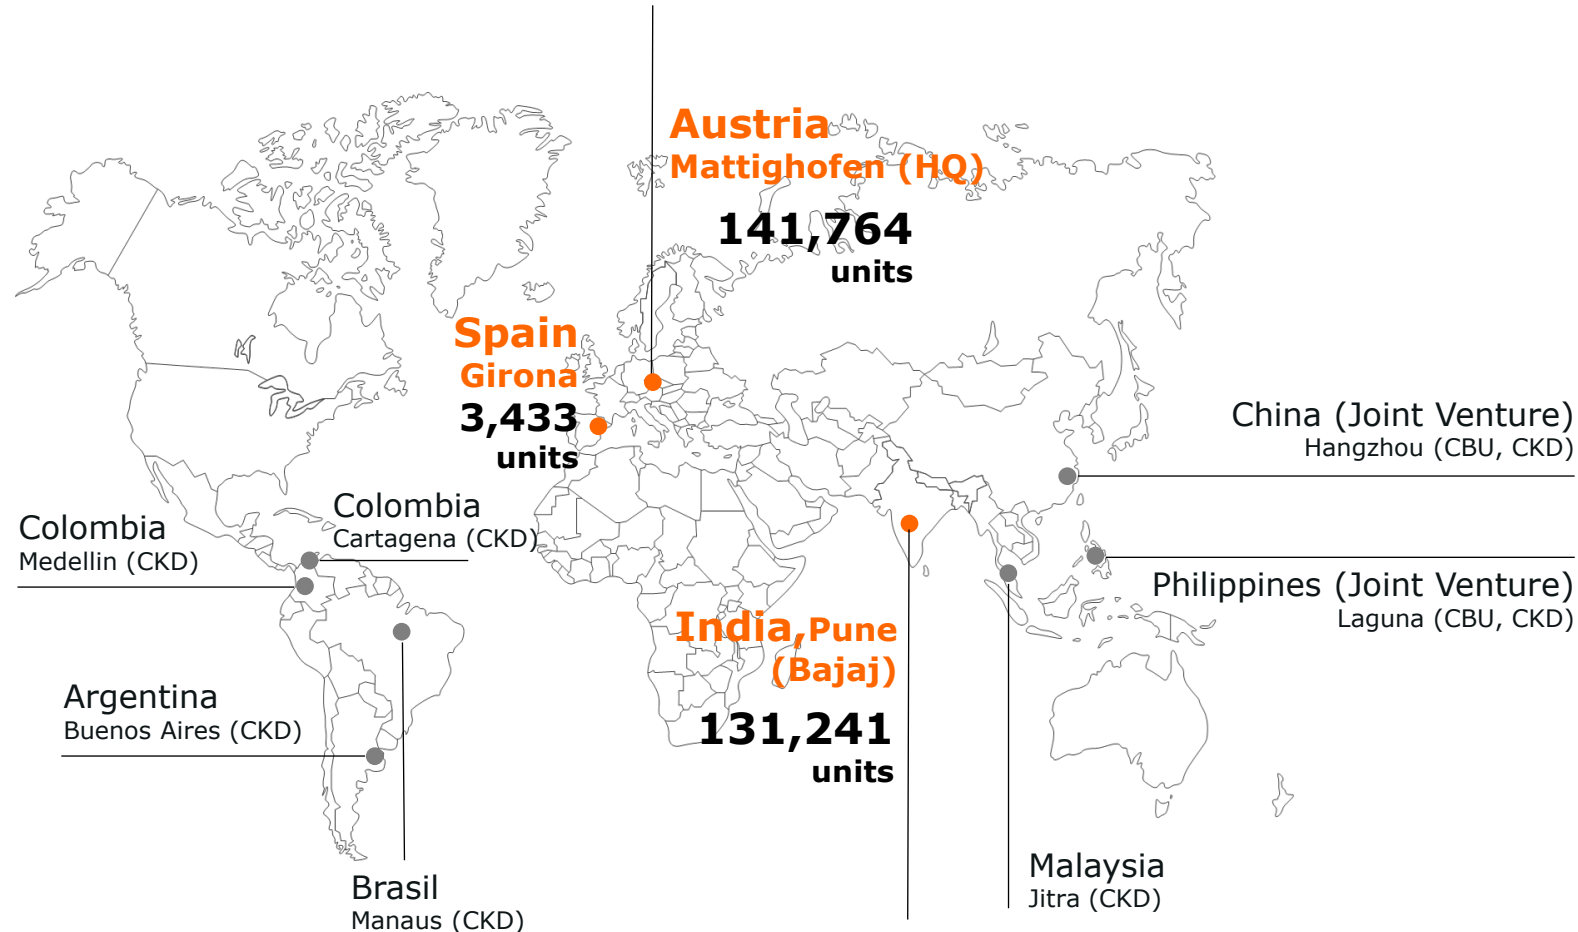 Austria
Mattighofen (HQ)
141,764
units
Spain
Girona
3,433
units
China (Joint Venture)
Hangzhou (CBU, CKD)
Colombia
Cartagena (CKD)
Colombia
Medellin (CKD)
Philippines (Joint Venture)
Laguna (CBU, CKD)
India,Pune
(Bajaj)
131,241
units
Argentina
Buenos Aires (CKD)
Malaysia
Jitra (CKD)
Brasil
Manaus (CKD)